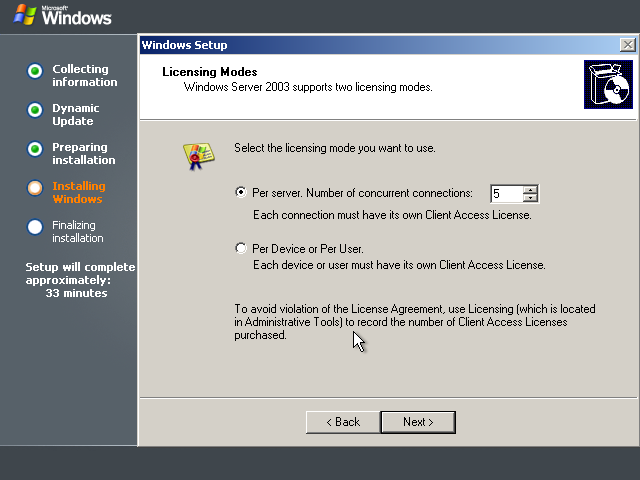 Microsoft
Windows
Windows Setup
Collecting
information
Dynamic
Update
Preparing
installation
Installing
Windows
Finalizing
installation
Setup will complete
approximately:
33 minutes
Licensing Modes
Windows Server 2003 supports two licensing modes.
Select the licensing mode you want to use.
Per server. Number of concurrent connections: 5
Each connection must have its own Client Access License.
Per Device or Per User.
Each device or user must have its own Client Access License.
To avoid violation of the License Agreement, use Licensing (which is located
in Administrative Tools) to record the number of Client Access Licenses
purchased.
< Back
Next >